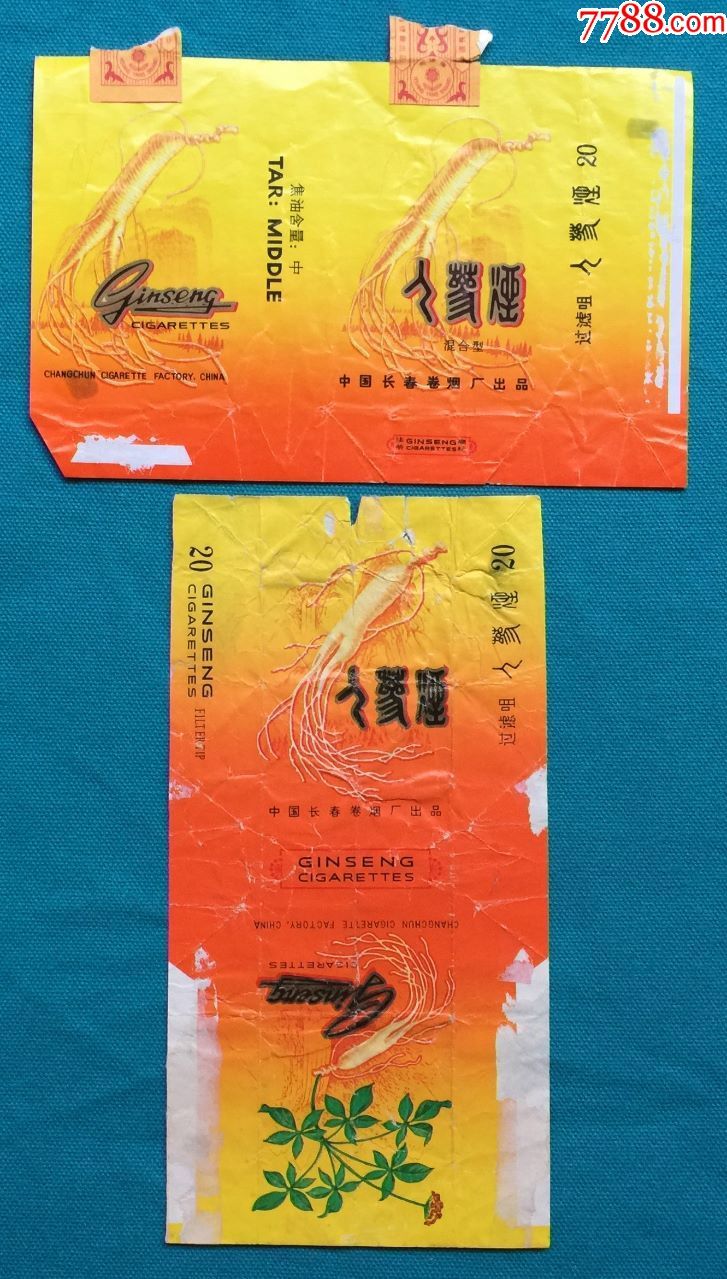 7788.com
Ginseng
CIGARETTES
CHANGCHUN CIGARETTE FACTORY, CHINA
焦油含量：中
TAR: MIDDLE
人参烟
混合型
中国长春卷烟厂出品
GINSENG
CIGARETTES
过滤咀 人参烟 20
20 GINSENG
CIGARETTES FILTER TIP
人参烟
中国长春卷烟厂出品
GINSENG
CIGARETTES
过滤咀 人参烟 20
CHANGCHUN CIGARETTE FACTORY, CHINA
CIGARETTES
Ginseng